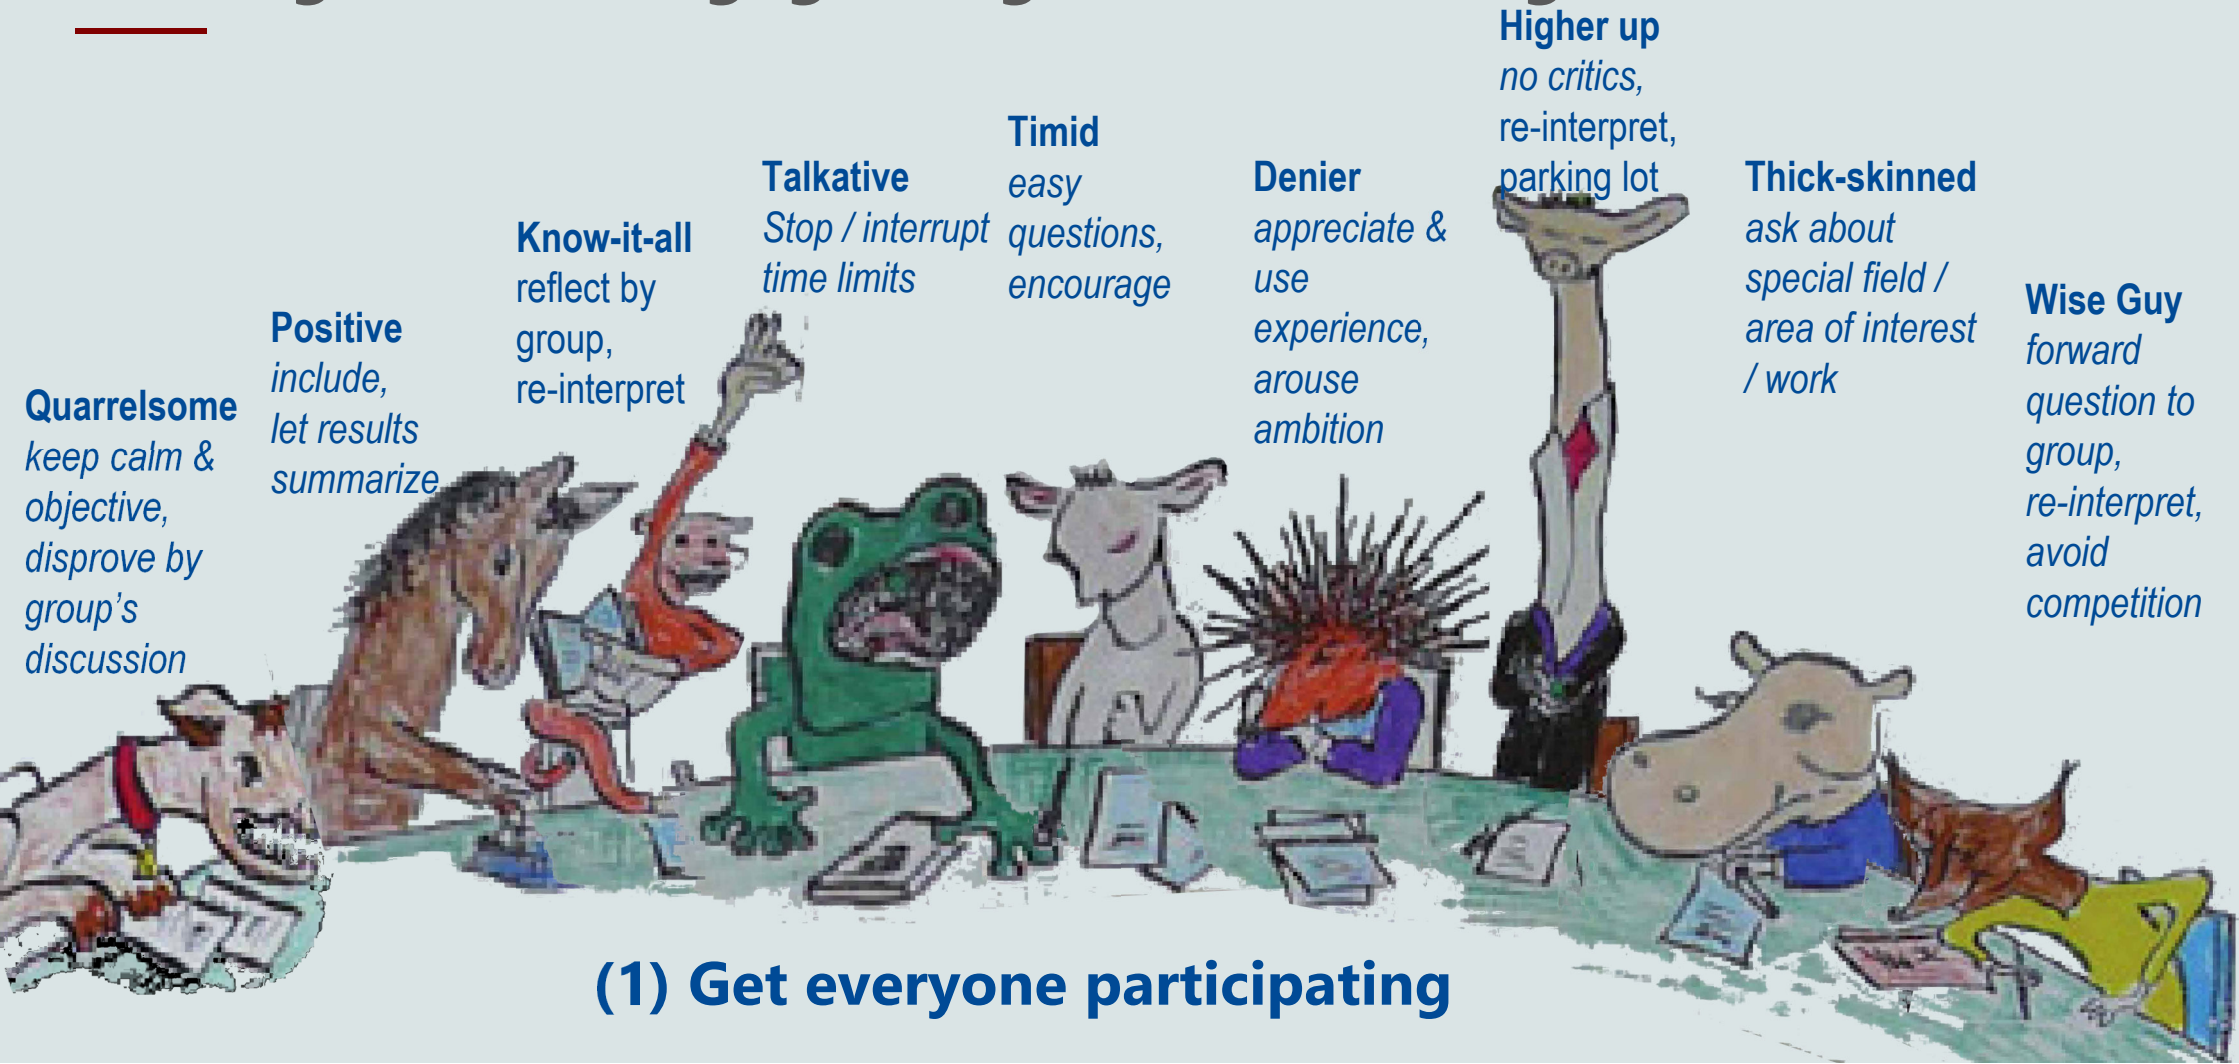 Quarrelsome
keep calm &
objective,
disprove by
group's
discussion
Positive
include,
let results
summarize
Know-it-all
reflect by
group,
re-interpret
Talkative
Stop / interrupt
time limits
Timid
easy
questions,
encourage
Denier
appreciate &
use
experience,
arouse
ambition
Higher up
no critics,
re-interpret,
parking lot
Thick-skinned
ask about
special field /
area of interest
/ work
Wise Guy
forward
question to
group,
re-interpret,
avoid
competition
(1) Get everyone participating